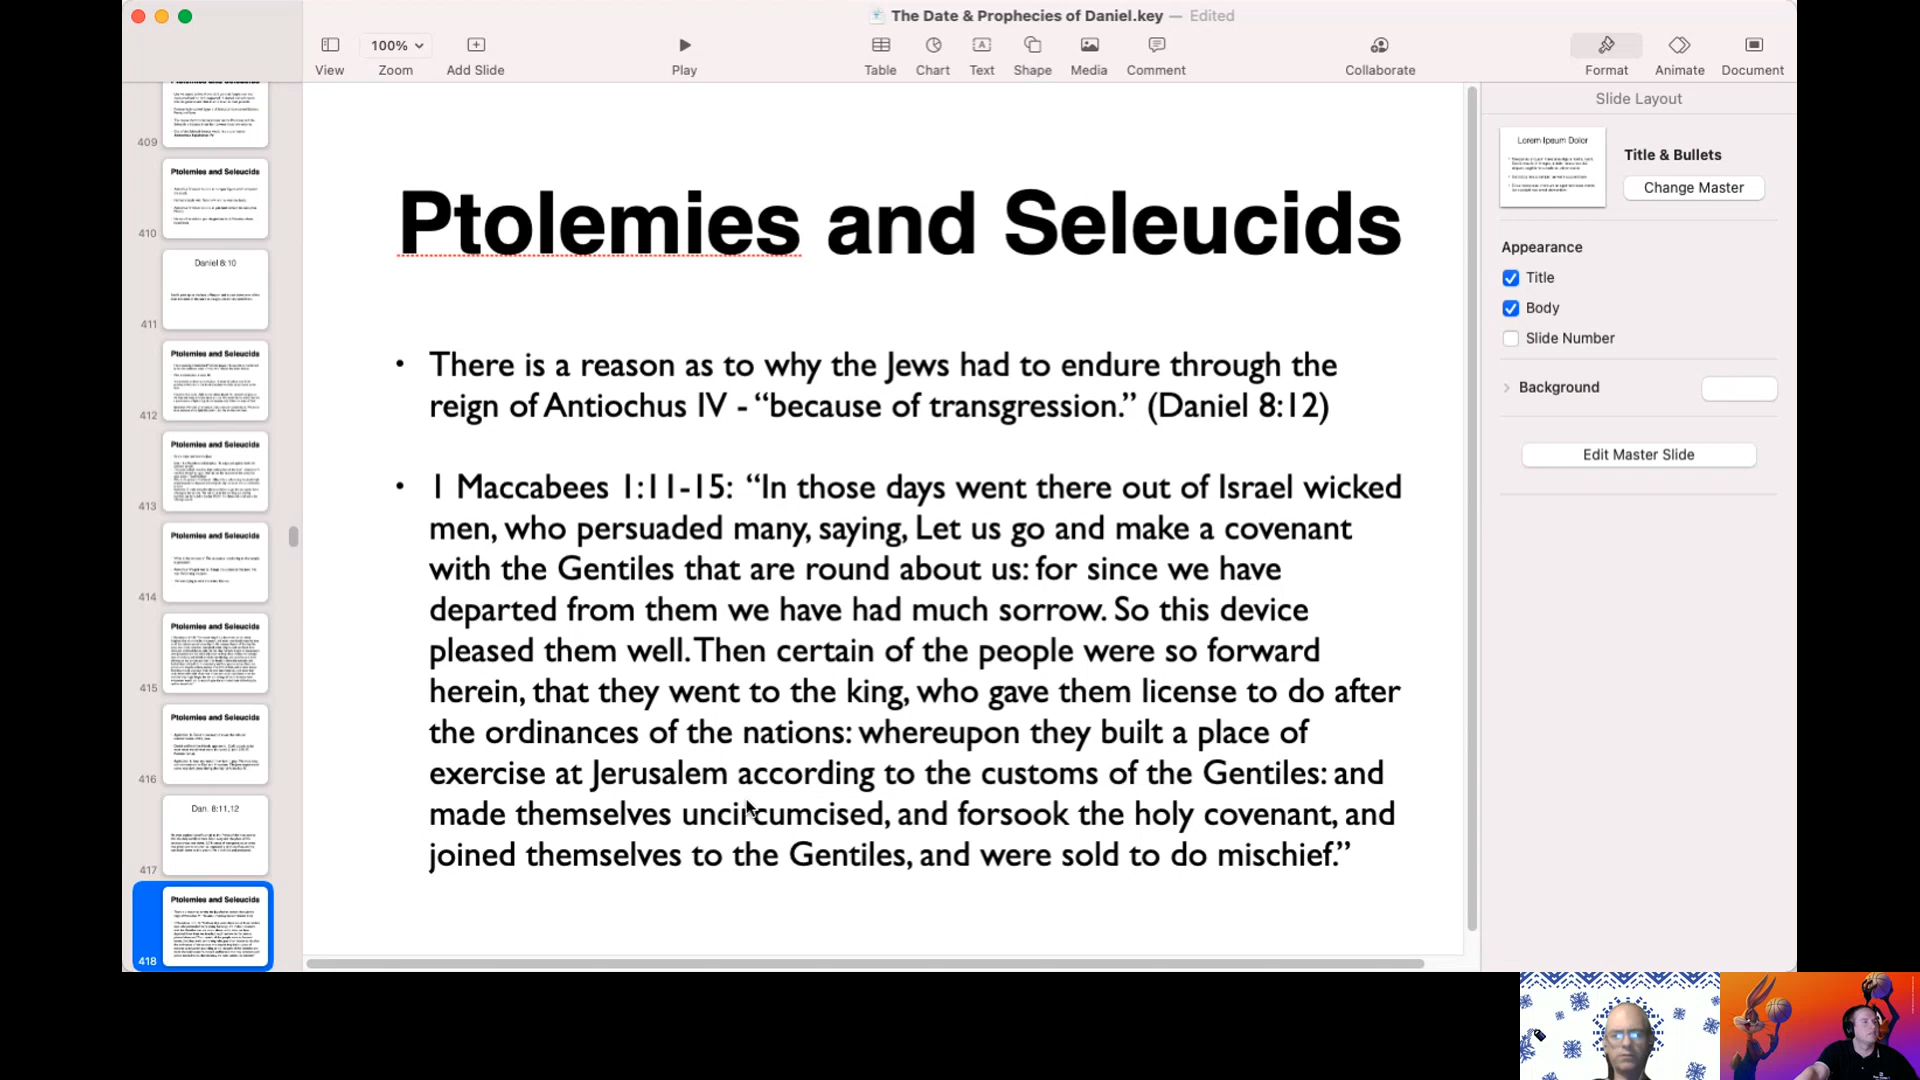 The Date & Prophecies of Daniel.key — Edited
View
100%
Zoom
Add Slide
Play
Table
Chart
Text
Shape
Media
Comment
Collaborate
Format
Animate
Document
409
Ptolemies and Seleucids
410
Daniel 8:10
411
Ptolemies and Seleucids
412
Ptolemies and Seleucids
413
Ptolemies and Seleucids
414
Ptolemies and Seleucids
415
Ptolemies and Seleucids
416
Dan. 8:11,12
417
Ptolemies and Seleucids
418
Ptolemies and Seleucids
• There is a reason as to why the Jews had to endure through the
reign of Antiochus IV - “because of transgression.” (Daniel 8:12)
• 1 Maccabees 1:11-15: “In those days went there out of Israel wicked
men, who persuaded many, saying, Let us go and make a covenant
with the Gentiles that are round about us: for since we have
departed from them we have had much sorrow. So this device
pleased them well. Then certain of the people were so forward
herein, that they went to the king, who gave them license to do after
the ordinances of the nations: whereupon they built a place of
exercise at Jerusalem according to the customs of the Gentiles: and
made themselves uncircumcised, and forsook the holy covenant, and
joined themselves to the Gentiles, and were sold to do mischief.”
Slide Layout
Lorem Ipsum Dolor
Title & Bullets
Change Master
Appearance
Title
Body
Slide Number
Background
Edit Master Slide